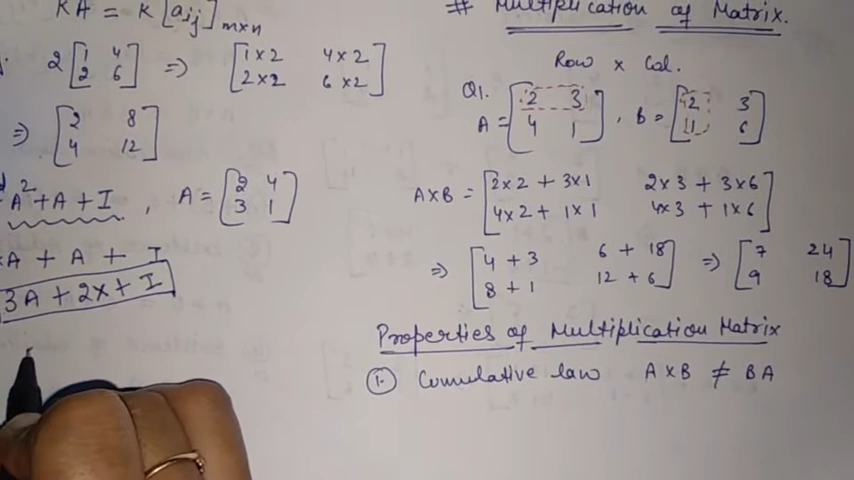 KA = K [aij]m×n
2 [1 4 2 6] => [1×2 4×2 2×2 6×2]
=> [2 8 4 12]
A² + A + I , A = [2 4 3 1]
A + A + I
3A + 2x + I
# Multiplication of Matrix.
Row × Col.
Q1. A = [2 3 4 1] , B = [2 3 1 6]
A×B = [2×2 + 3×1 2×3 + 3×6 4×2 + 1×1 4×3 + 1×6]
=> [4 + 3 6 + 18 8 + 1 12 + 6] => [7 24 9 18]
Properties of Multiplication Matrix
1. Cumulative law A×B ≠ BA